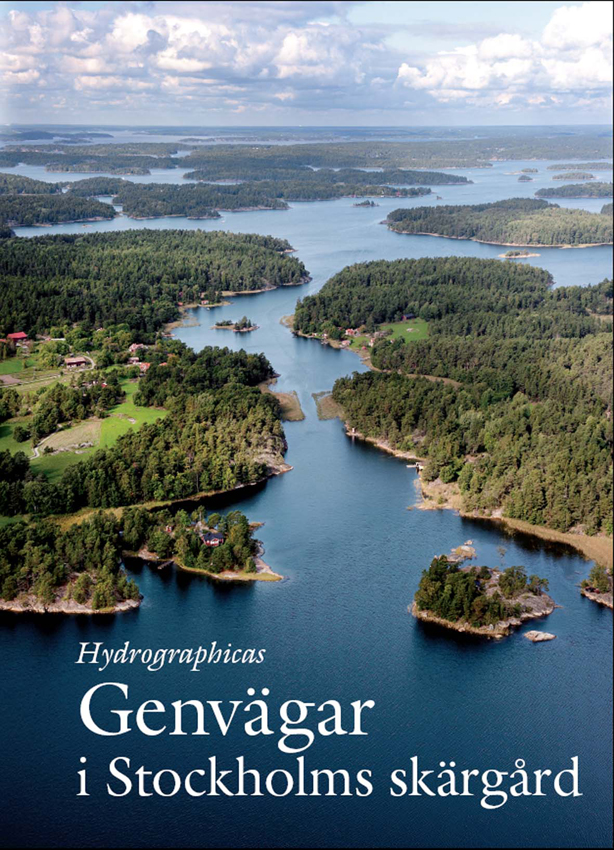 Hydrographicas
Genvägar
i Stockholms skärgård